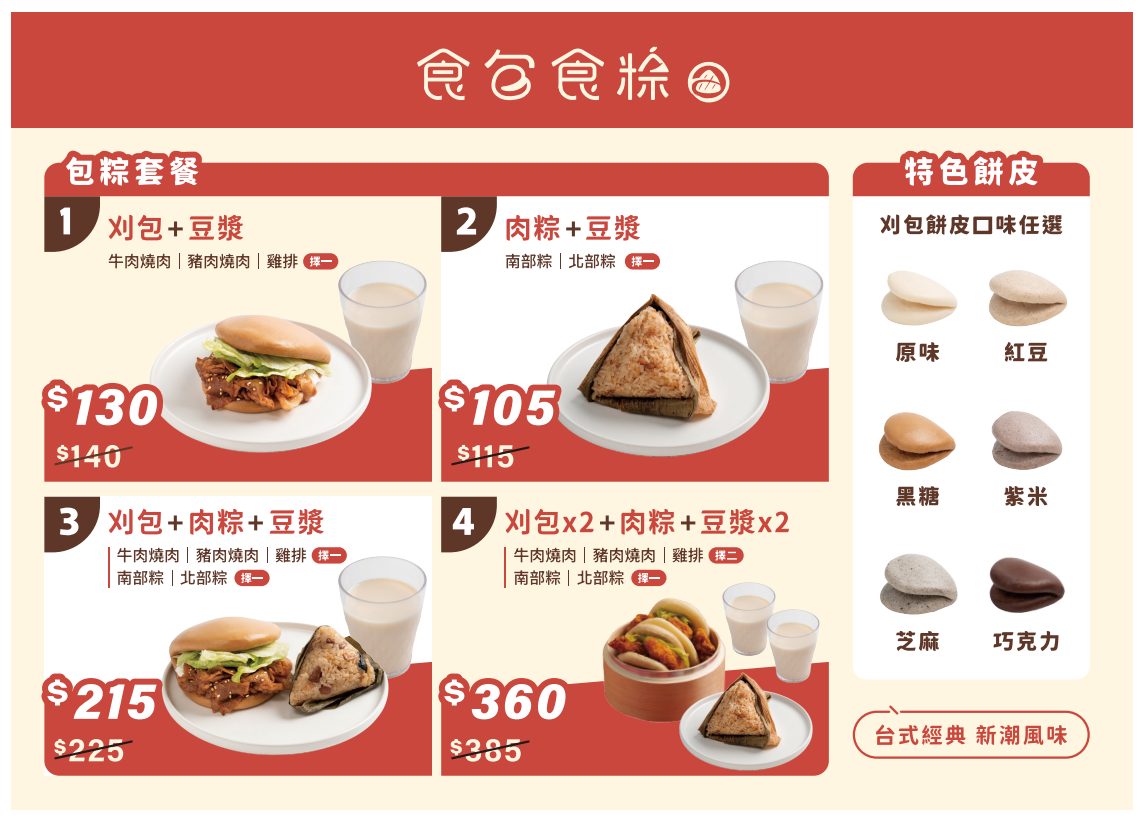 食包食粽
包粽套餐
1 刈包+豆漿
牛肉燒肉｜豬肉燒肉｜雞排 擇一
$130
$140
2 肉粽+豆漿
南部粽｜北部粽 擇一
$105
$115
3 刈包+肉粽+豆漿
牛肉燒肉｜豬肉燒肉｜雞排 擇一
南部粽｜北部粽 擇一
$215
$225
4 刈包x2+肉粽+豆漿x2
牛肉燒肉｜豬肉燒肉｜雞排 擇二
南部粽｜北部粽 擇一
$360
$385
特色餅皮
刈包餅皮口味任選
原味 紅豆
黑糖 紫米
芝麻 巧克力
台式經典 新潮風味